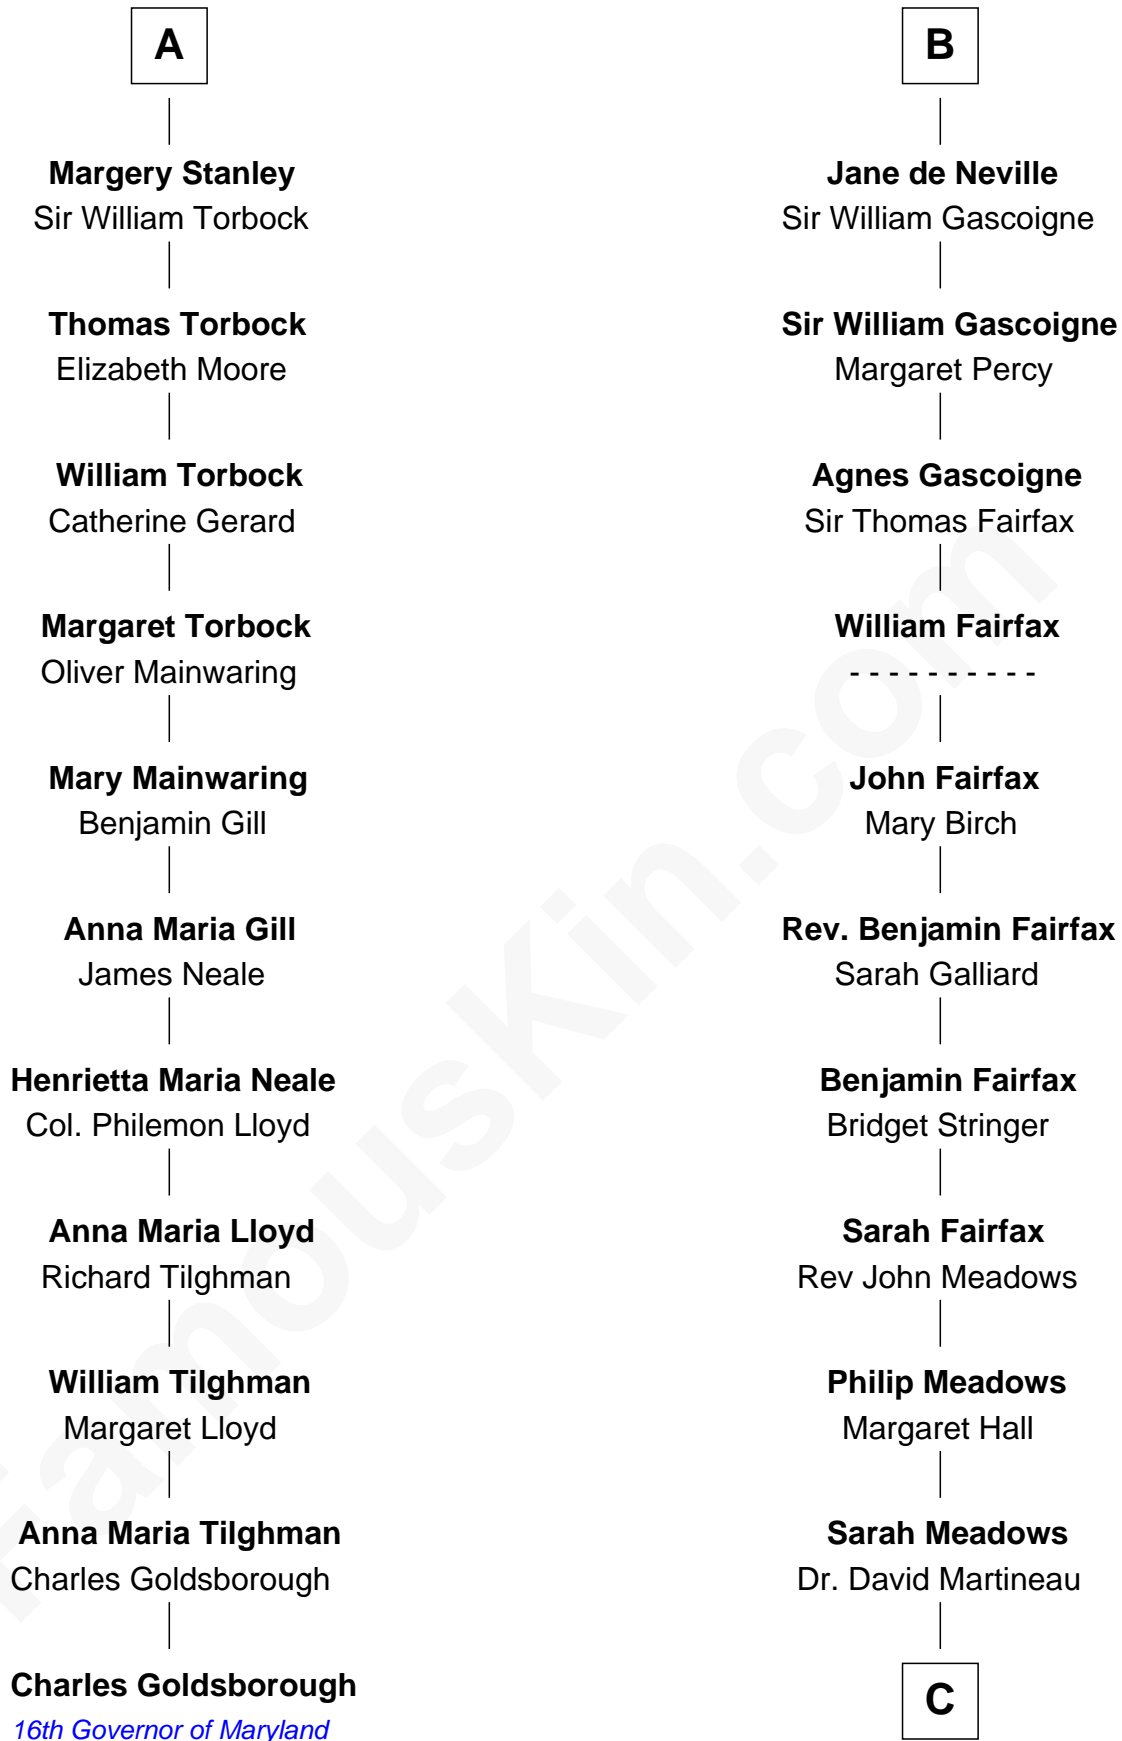 A
Margery Stanley
Sir William Torbock
Thomas Torbock
Elizabeth Moore
William Torbock
Catherine Gerard
Margaret Torbock
Oliver Mainwaring
Mary Mainwaring
Benjamin Gill
Anna Maria Gill
James Neale
Henrietta Maria Neale
Col. Philemon Lloyd
Anna Maria Lloyd
Richard Tilghman
William Tilghman
Margaret Lloyd
Anna Maria Tilghman
Charles Goldsborough
Charles Goldsborough
16th Governor of Maryland
B
Jane de Neville
Sir William Gascoigne
Sir William Gascoigne
Margaret Percy
Agnes Gascoigne
Sir Thomas Fairfax
William Fairfax
- - - - - - - - - -
John Fairfax
Mary Birch
Rev. Benjamin Fairfax
Sarah Galliard
Benjamin Fairfax
Bridget Stringer
Sarah Fairfax
Rev John Meadows
Philip Meadows
Margaret Hall
Sarah Meadows
Dr. David Martineau
C
FamousKin.com